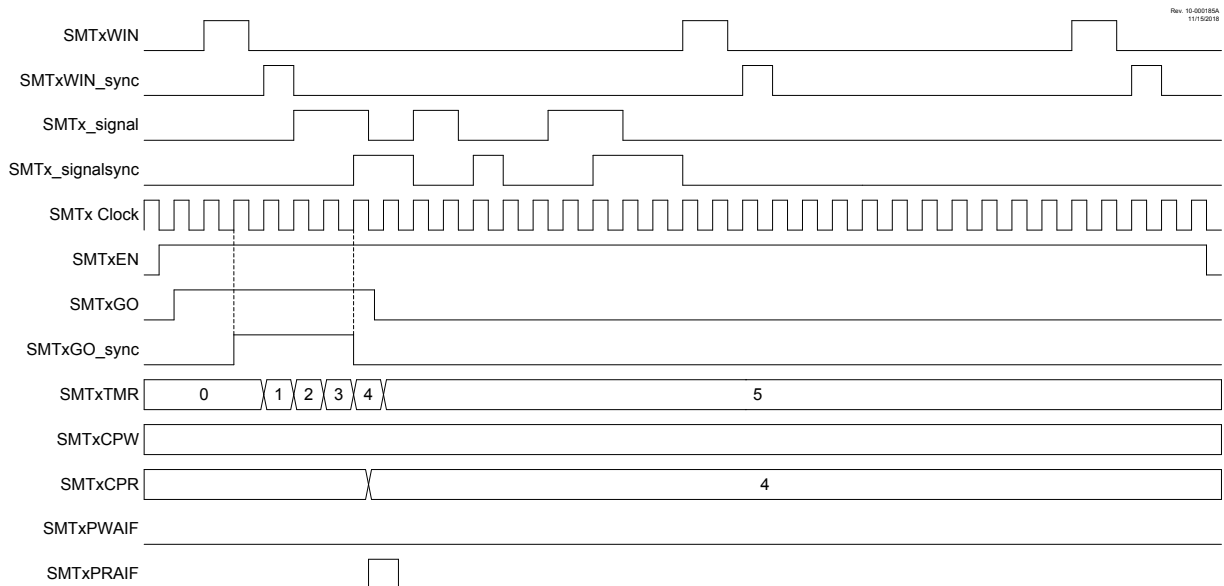 Rev. 10-000185A
11/15/2018
SMTxWIN
SMTxWIN_sync
SMTx_signal
SMTx_signalsync
SMTx Clock
SMTxEN
SMTxGO
SMTxGO_sync
SMTxTMR 0 1 2 3 4 5
SMTxCPW
SMTxCPR 4
SMTxPWAIF
SMTxPRAIF